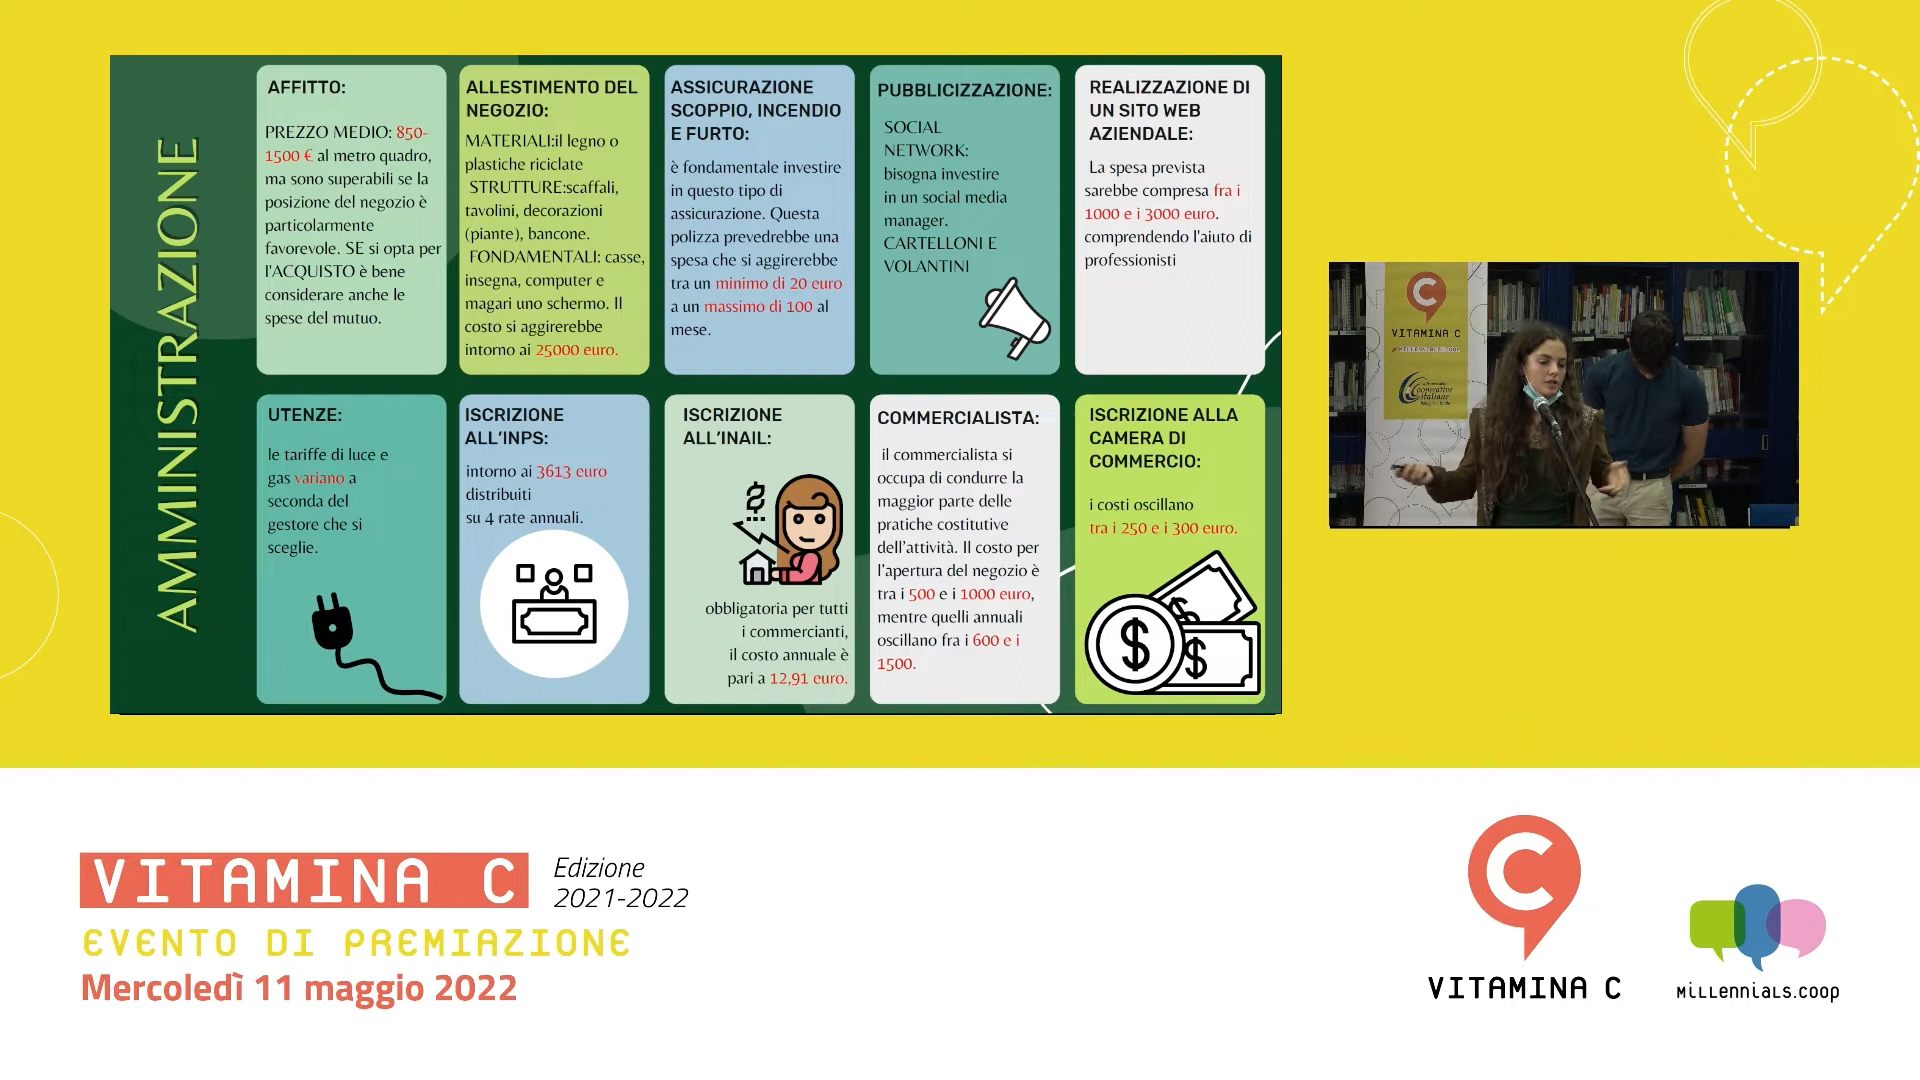 AMMINISTRAZIONE
AFFITTO:
PREZZO MEDIO: 850-
1500 € al metro quadro,
ma sono superabili se la
posizione del negozio è
particolarmente
favorevole. SE si opta per
l'ACQUISTO è bene
considerare anche le
spese del mutuo.
ALLESTIMENTO DEL
NEGOZIO:
MATERIALI:il legno o
plastiche riciclate
STRUTTURE:scaffali,
tavolini, decorazioni
(piante), bancone.
FONDAMENTALI: casse,
insegna, computer e
magari uno schermo. Il
costo si aggirerebbe
intorno ai 25000 euro.
ASSICURAZIONE
SCOPPIO, INCENDIO
E FURTO:
è fondamentale investire
in questo tipo di
assicurazione. Questa
polizza prevedrebbe una
spesa che si aggirerebbe
tra un minimo di 20 euro
a un massimo di 100 al
mese.
PUBBLICIZZAZIONE:
SOCIAL
NETWORK:
bisogna investire
in un social media
manager.
CARTELLONI E
VOLANTINI
REALIZZAZIONE DI
UN SITO WEB
AZIENDALE:
La spesa prevista
sarebbe compresa fra i
1000 e i 3000 euro.
comprendendo l'aiuto di
professionisti
UTENZE:
le tariffe di luce e
gas variano a
seconda del
gestore che si
sceglie.
ISCRIZIONE
ALL'INPS:
intorno ai 3613 euro
distribuiti
su 4 rate annuali.
ISCRIZIONE
ALL'INAIL:
obbligatoria per tutti
i commercianti,
il costo annuale è
pari a 12,91 euro.
COMMERCIALISTA:
il commercialista si
occupa di condurre la
maggior parte delle
pratiche costitutive
dell'attività. Il costo per
l'apertura del negozio è
tra i 500 e i 1000 euro,
mentre quelli annuali
oscillano fra i 600 e i
1500.
ISCRIZIONE ALLA
CAMERA DI
COMMERCIO:
i costi oscillano
tra i 250 e i 300 euro.
VITAMINA C
Cooperative
italiane
VITAMINA C
Edizione
2021-2022
EVENTO DI PREMIAZIONE
Mercoledì 11 maggio 2022
VITAMINA C
MiLLenniALs.coop